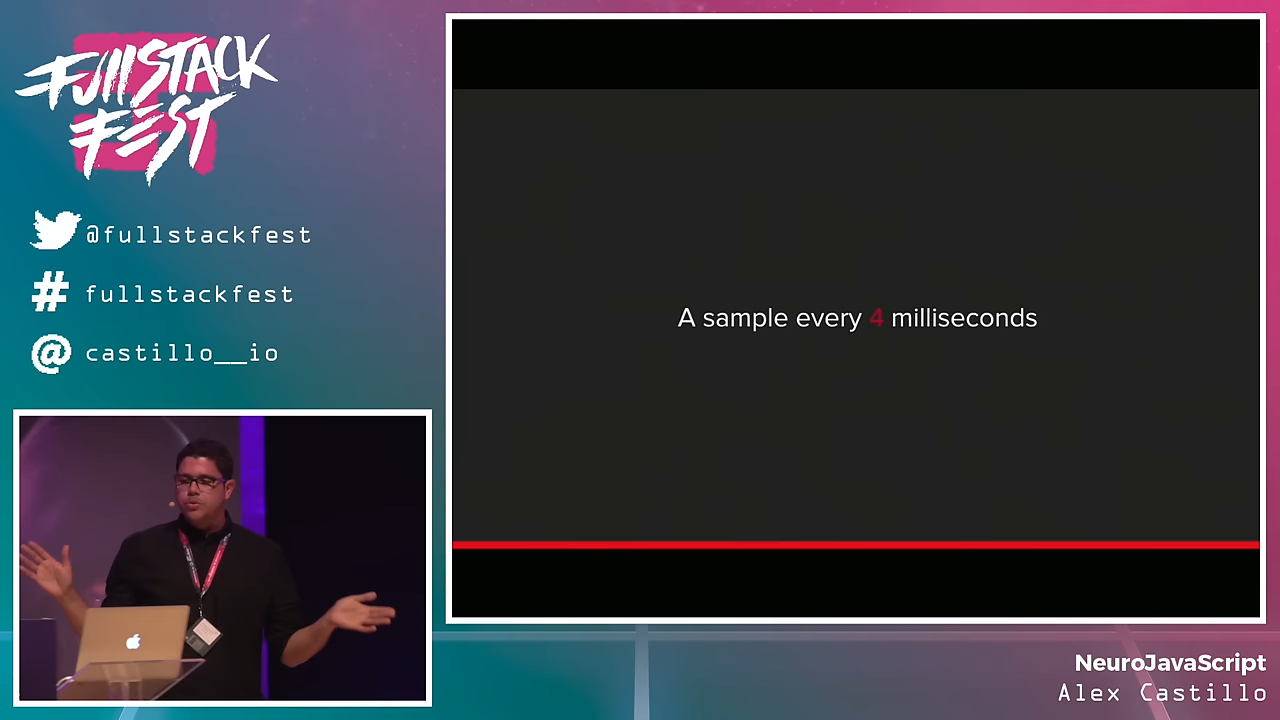 FullStack
Fest
@fullstackfest
# fullstackfest
@ castillo__io
A sample every 4 milliseconds
NeuroJavaScript
Alex Castillo